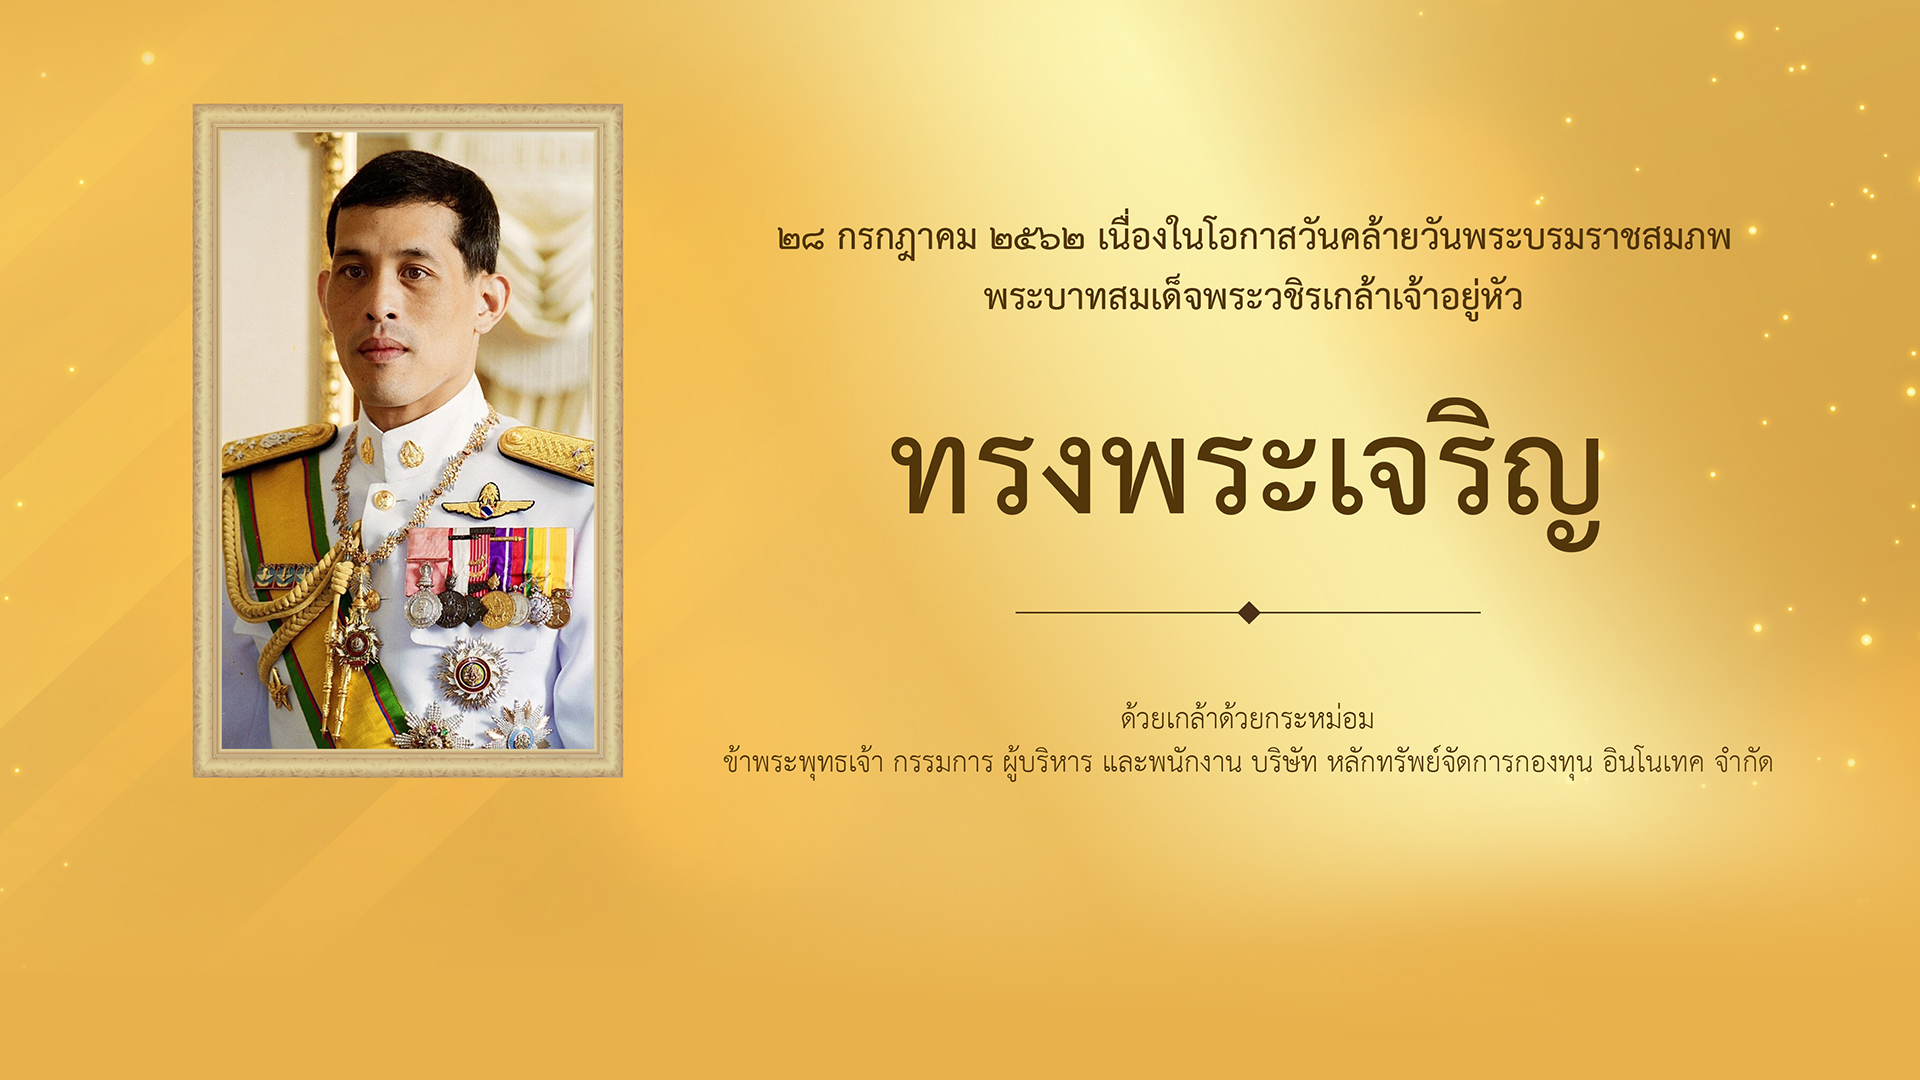 ๒๘ กรกฎาคม ๒๕๖๒ เนื่องในโอกาสวันคล้ายวันพระบรมราชสมภพ
พระบาทสมเด็จพระวชิรเกล้าเจ้าอยู่หัว
ทรงพระเจริญ
ด้วยเกล้าด้วยกระหม่อม
ข้าพระพุทธเจ้า กรรมการ ผู้บริหาร และพนักงาน บริษัท หลักทรัพย์จัดการกองทุน อินโนเทค จำกัด